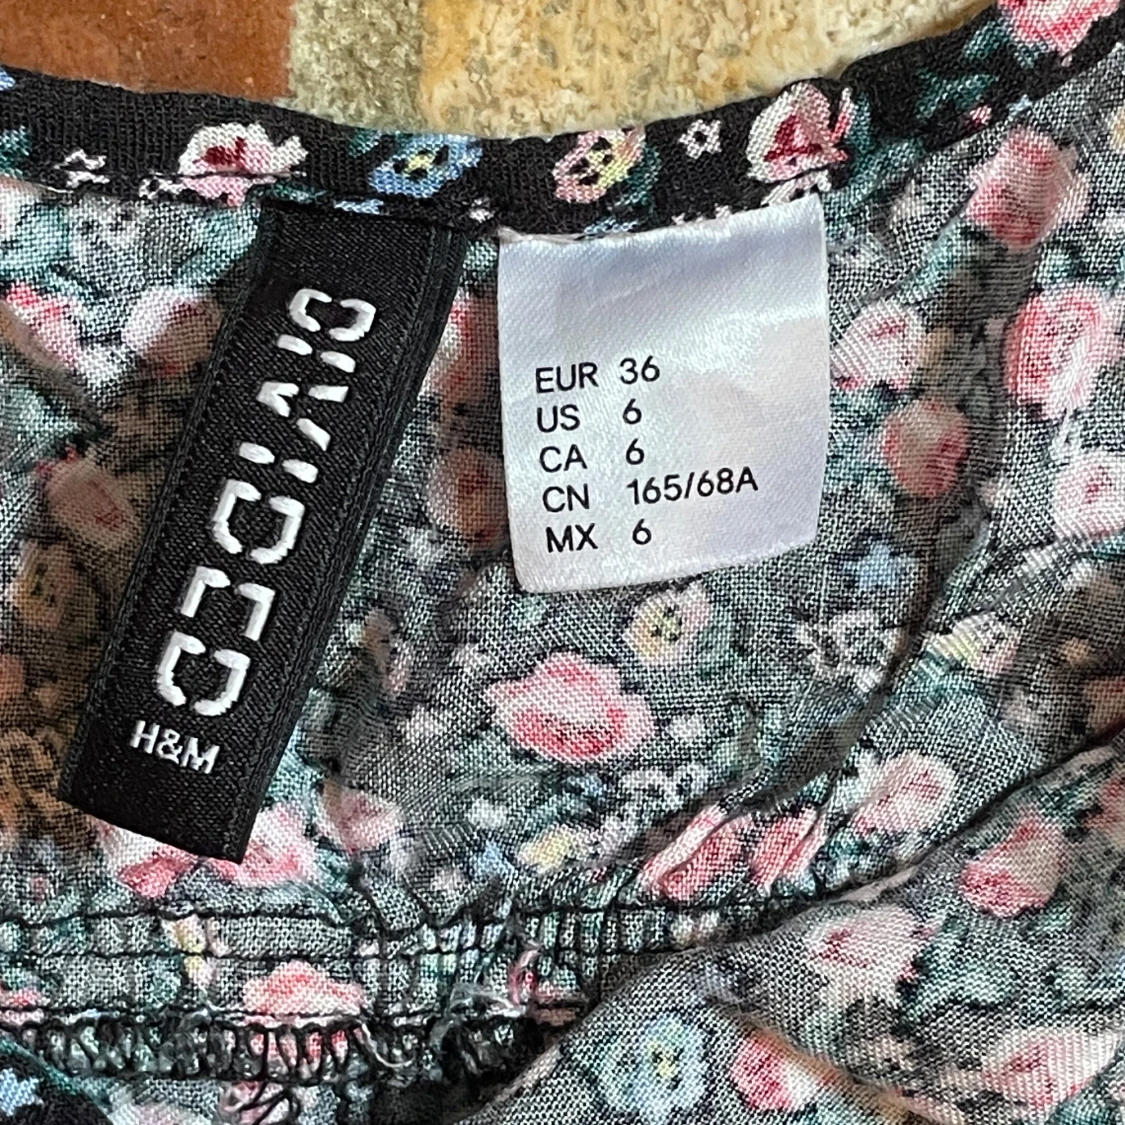 DIVIDED
H&M
EUR 36
US 6
CA 6
CN 165/68A
MX 6